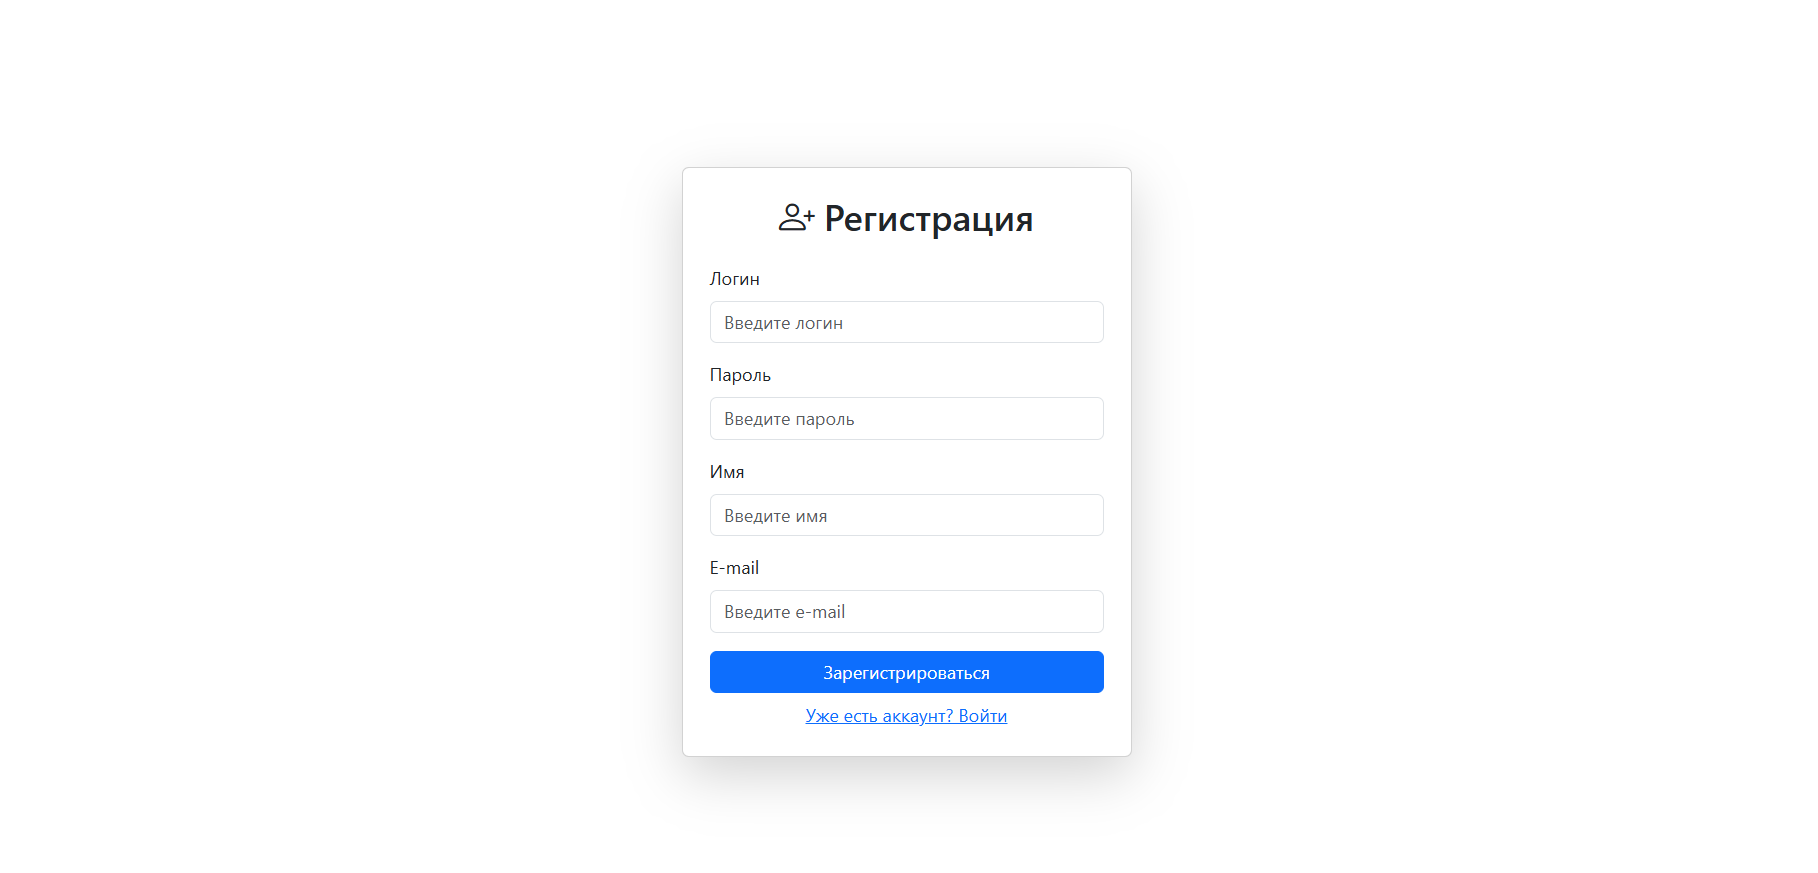 Регистрация
Логин
Введите логин
Пароль
Введите пароль
Имя
Введите имя
E-mail
Введите e-mail
Зарегистрироваться
Уже есть аккаунт? Войти